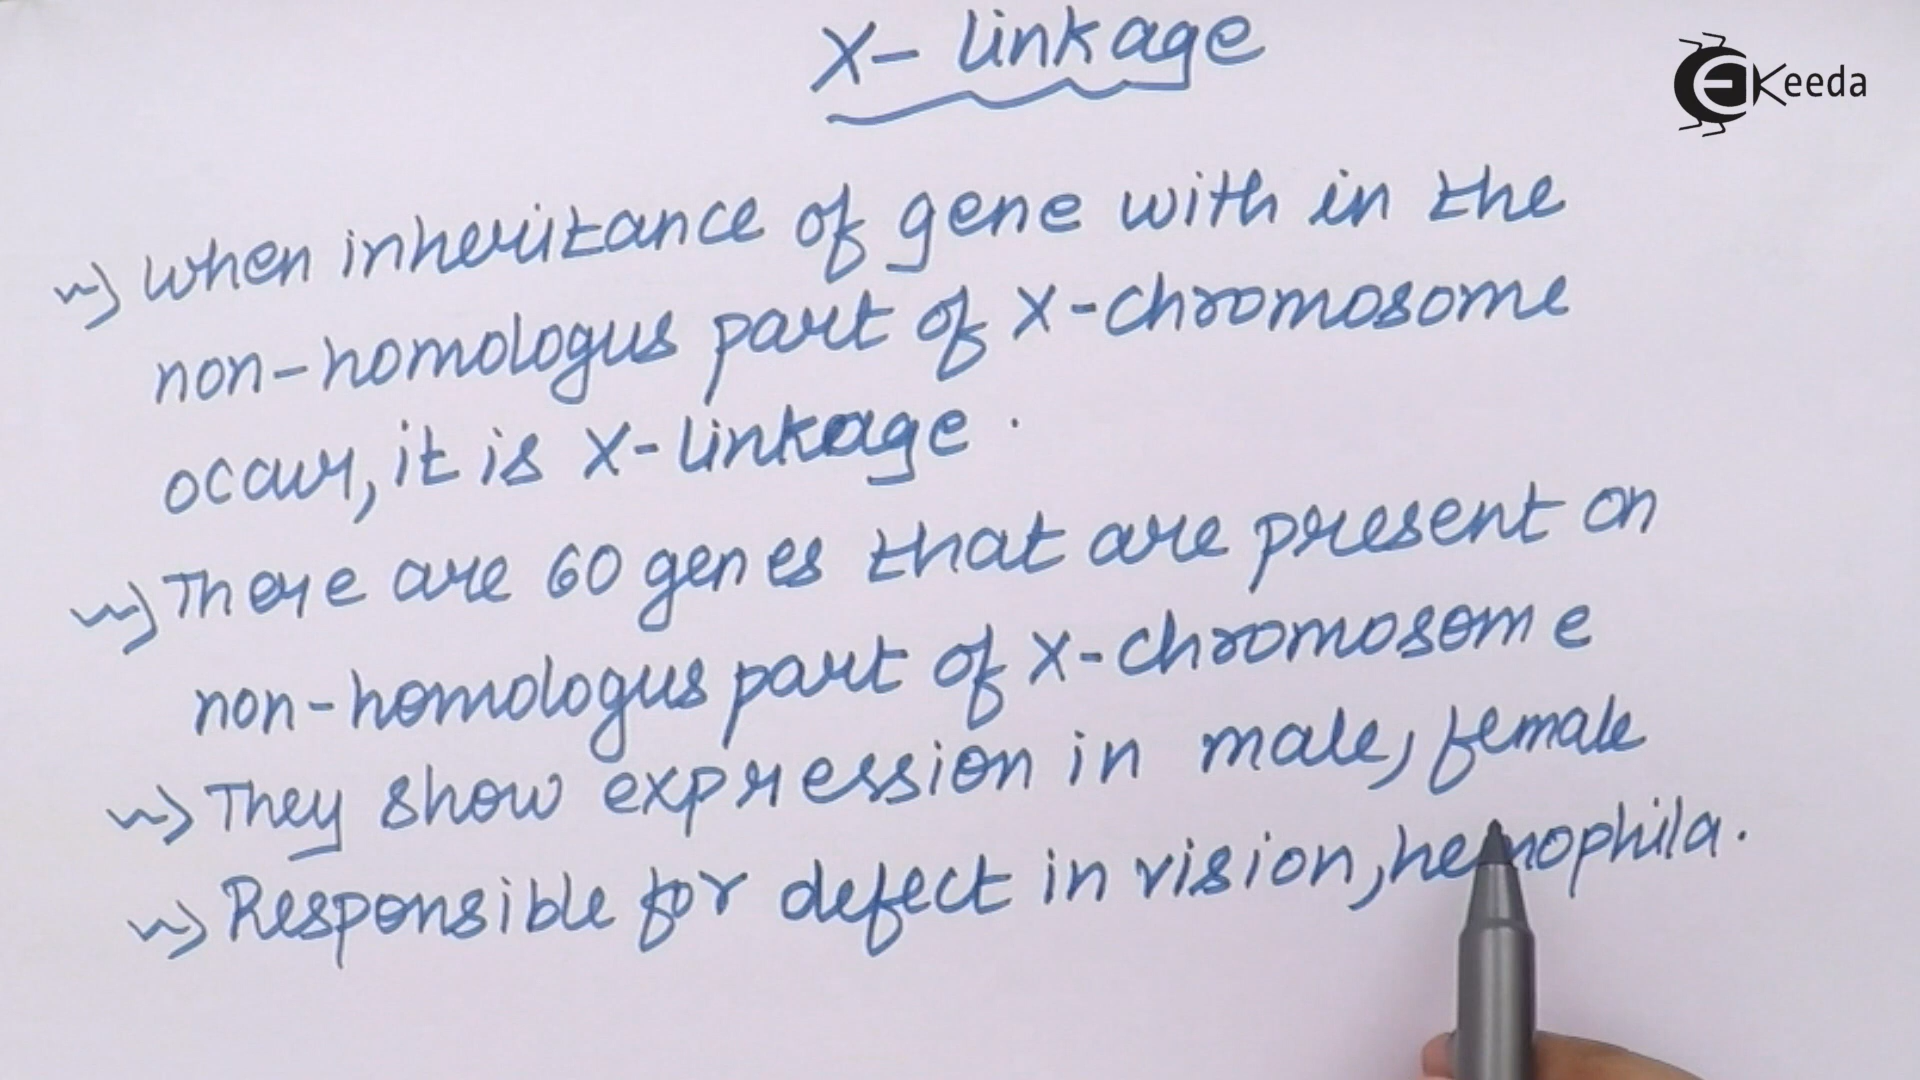 X- linkage
EKeeda
~> When inheritance of gene with in the
non-homologus part of X-chromosome
occur, it is X-linkage.
~> There are 60 genes that are present on
non-homologus part of X-chromosome
~> They show expression in male, female
~> Responsible for defect in vision, hemophila.